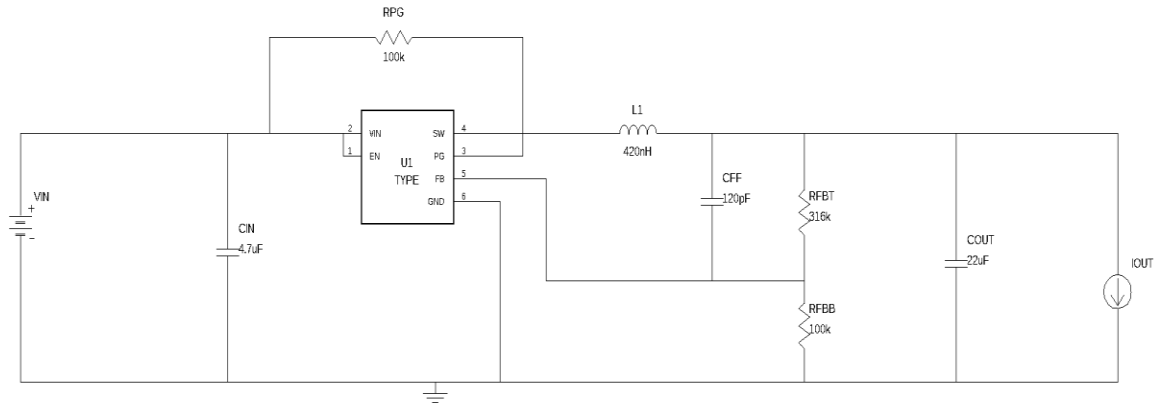 RPG
100k
2
VIN
SW
4
1
EN
PG
3
U1
TYPE
FB
5
GND
6
L1
420nH
VIN
+
-
CIN
4.7uF
CFF
120pF
RFBT
316k
COUT
22uF
IOUT
RFBB
100k